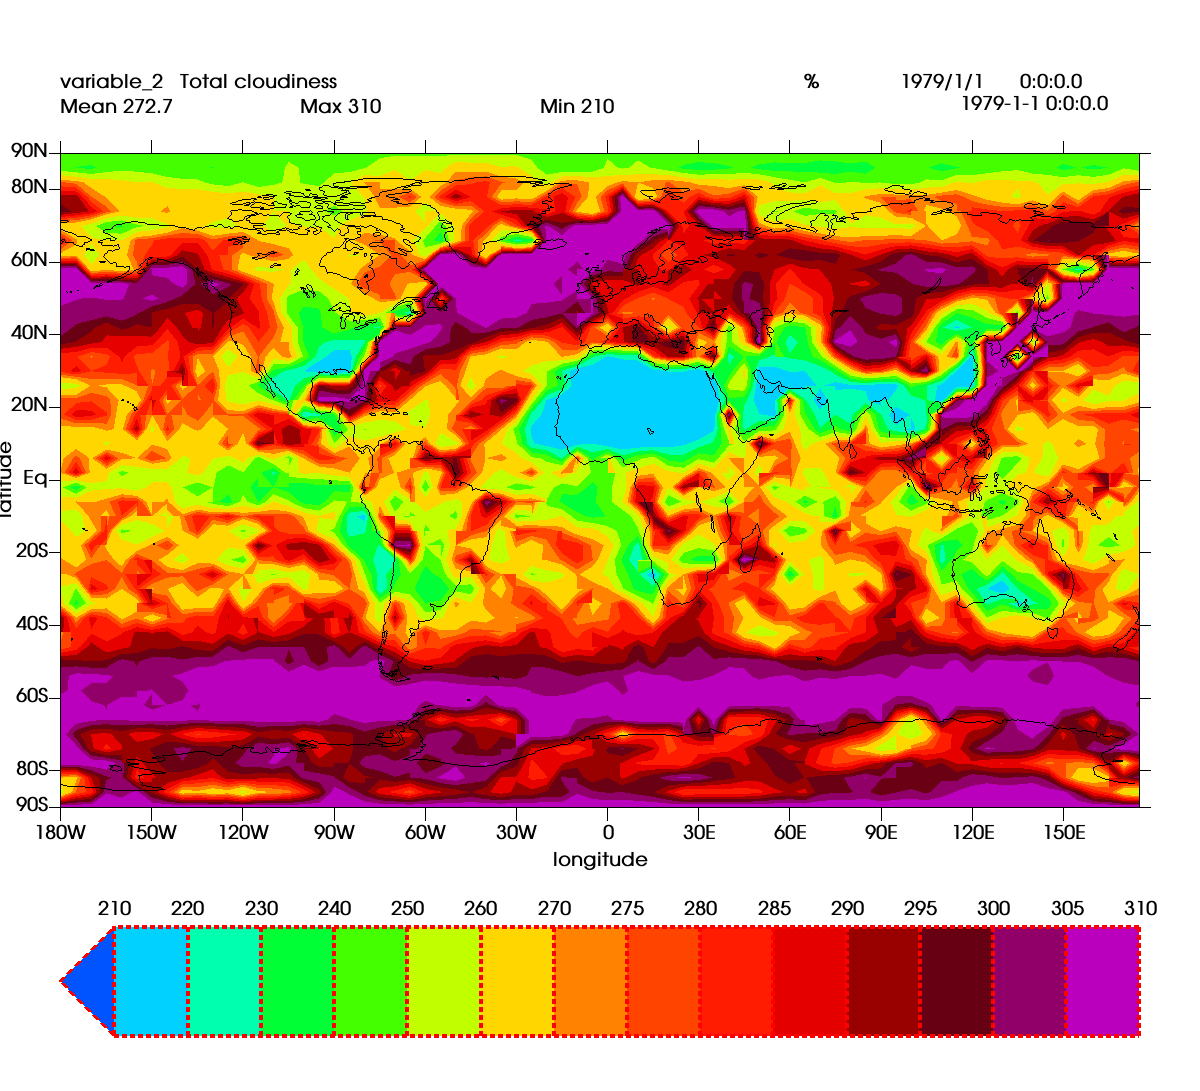 variable_2 Total cloudiness % 1979/1/1 0:0:0.0
Mean 272.7 Max 310 Min 210 1979-1-1 0:0:0.0
90N
80N
60N
40N
20N
Eq
20S
40S
60S
80S
90S
latitude
180W 150W 120W 90W 60W 30W 0 30E 60E 90E 120E 150E
longitude
210 220 230 240 250 260 270 275 280 285 290 295 300 305 310